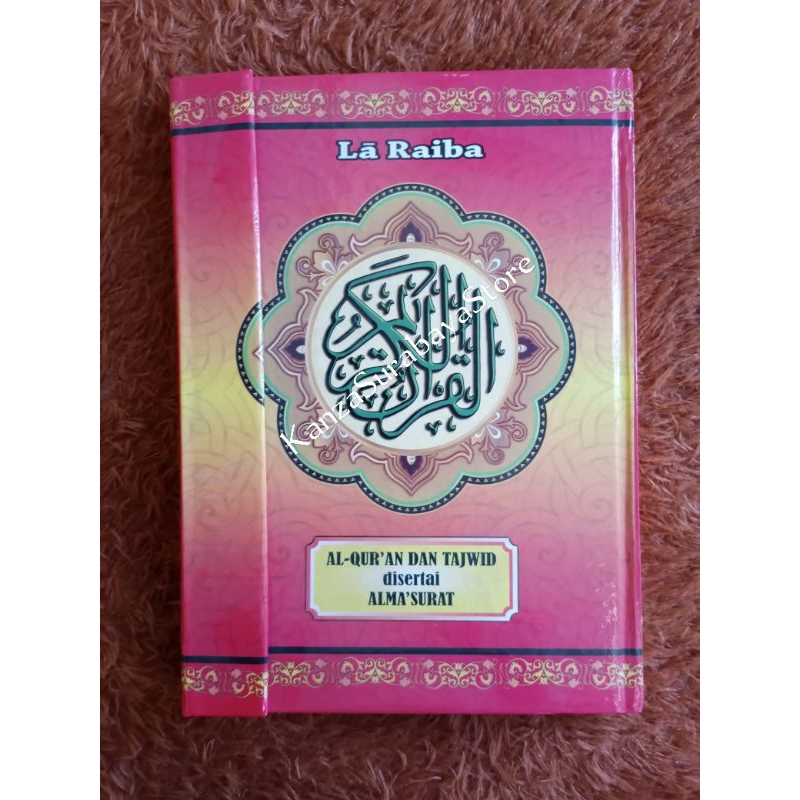 Lā Raiba
القرآن الكريم
KanzaSurabayaStore
AL-QUR'AN DAN TAJWID
disertai
ALMA'SURAT